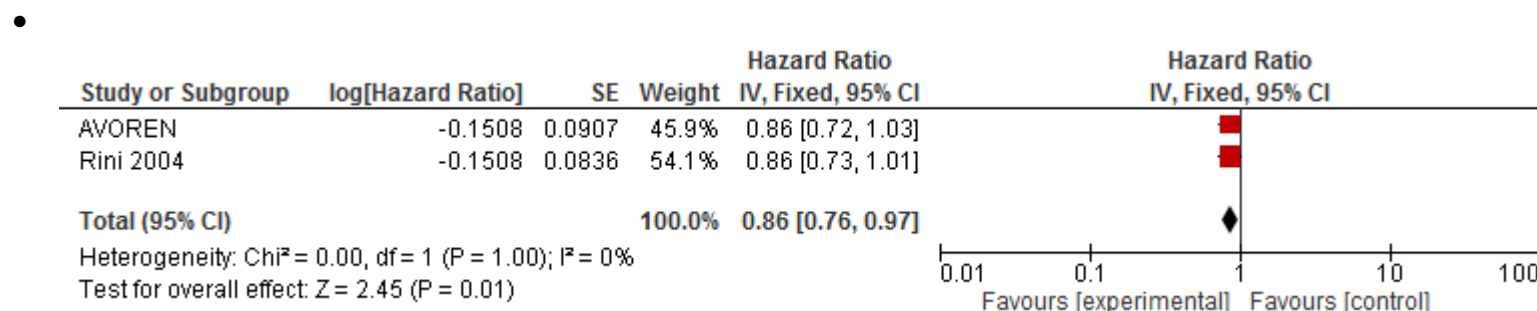 •
Hazard Ratio Hazard Ratio
Study or Subgroup log[Hazard Ratio] SE Weight IV, Fixed, 95% CI IV, Fixed, 95% CI
AVOREN -0.1508 0.0907 45.9% 0.86 [0.72, 1.03]
Rini 2004 -0.1508 0.0836 54.1% 0.86 [0.73, 1.01]
Total (95% CI) 100.0% 0.86 [0.76, 0.97]
Heterogeneity: Chi² = 0.00, df = 1 (P = 1.00); I² = 0%
0.01 0.1 1 10 100
Test for overall effect: Z = 2.45 (P = 0.01)
Favours [experimental] Favours [control]